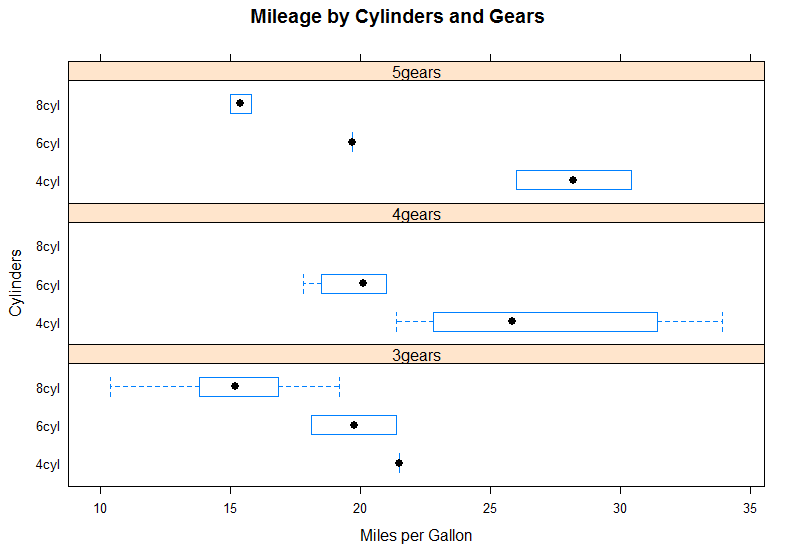 Mileage by Cylinders and Gears
5gears
8cyl
6cyl
4cyl
4gears
8cyl
6cyl
4cyl
3gears
8cyl
6cyl
4cyl
Cylinders
10 15 20 25 30 35
Miles per Gallon